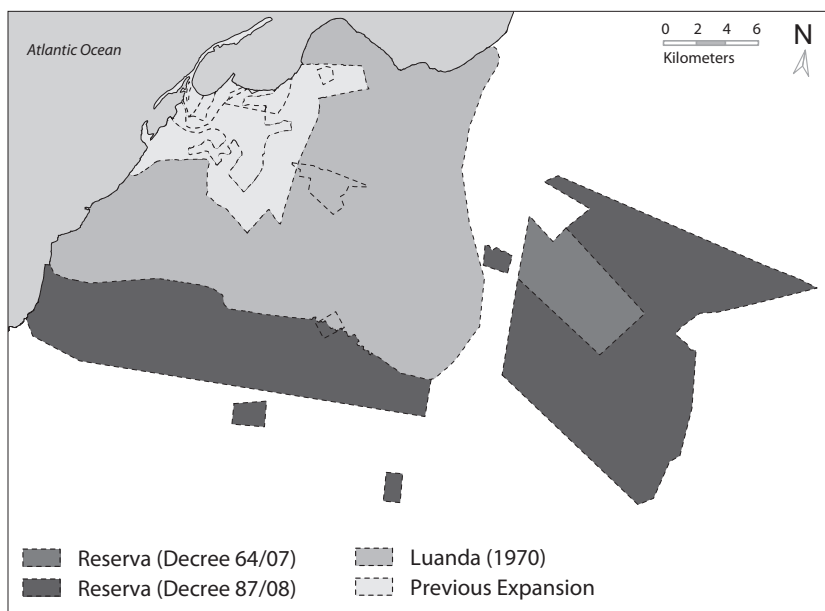 Atlantic Ocean
0 2 4 6
Kilometers
N
Reserva (Decree 64/07)
Reserva (Decree 87/08)
Luanda (1970)
Previous Expansion